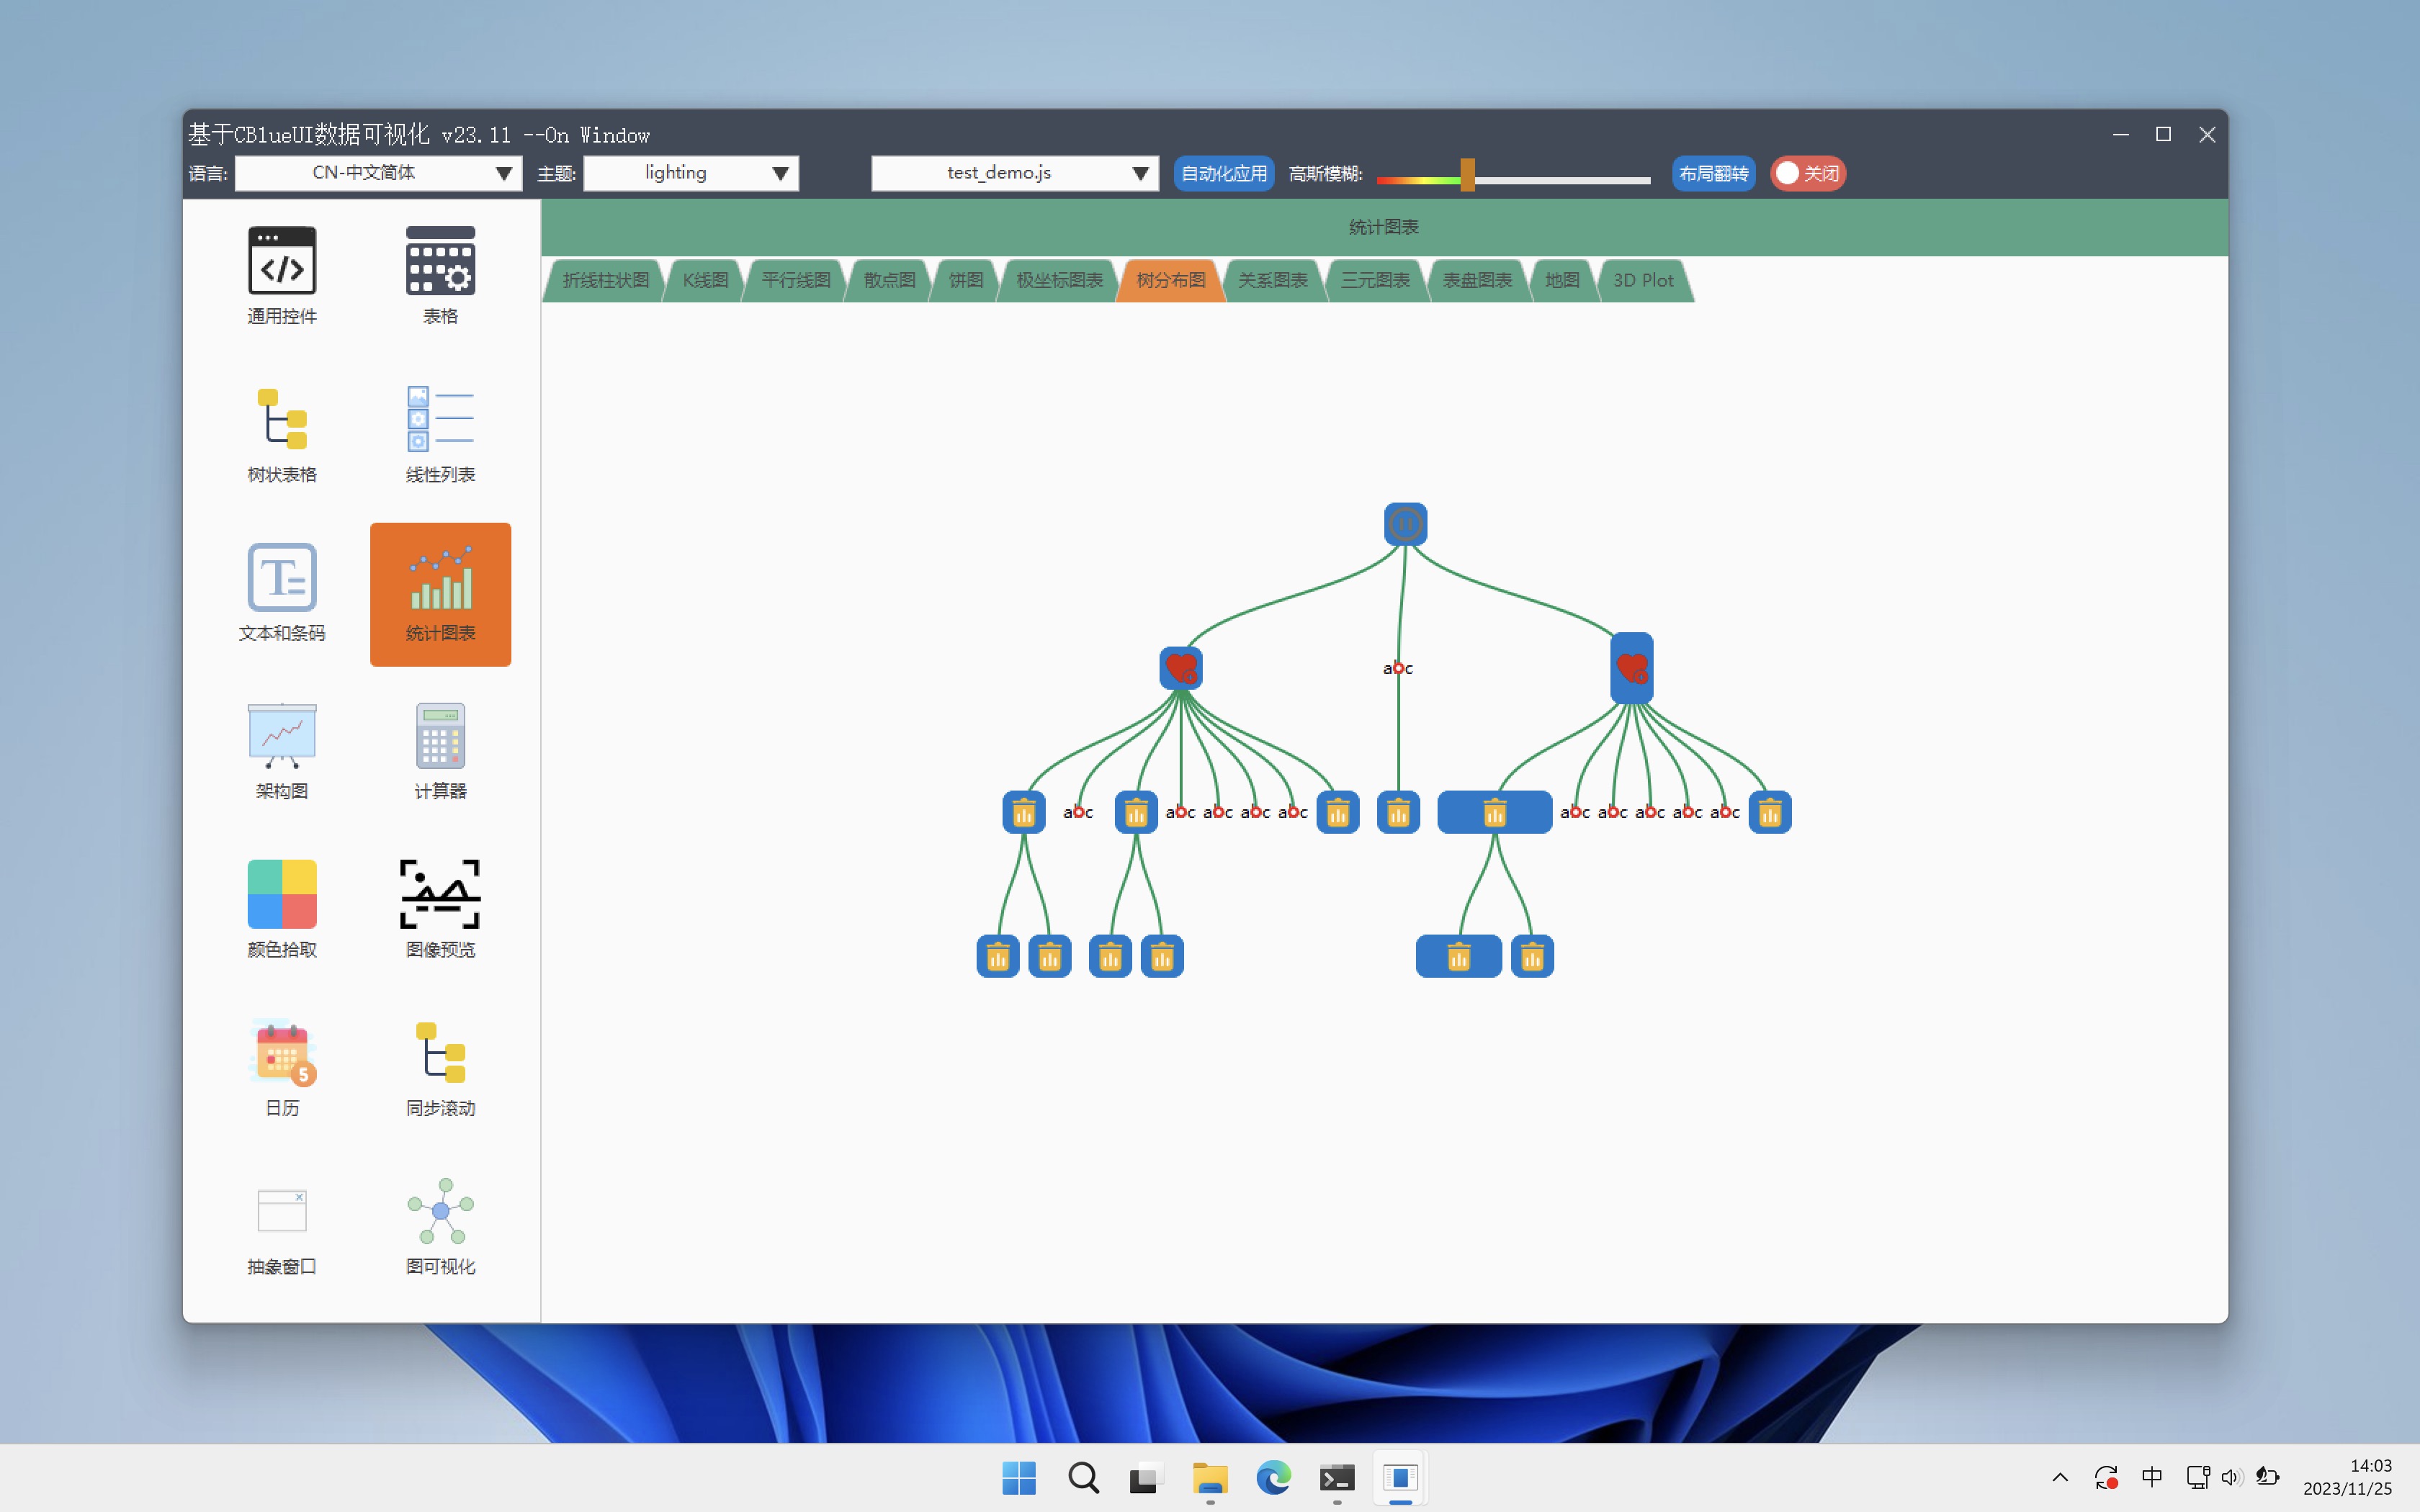 基于CBlueUI数据可视化 v23.11 --On Window
语言: CN-中文简体 主题: lighting test_demo.js 自动化应用 高斯模糊: 布局翻转 关闭
统计图表
折线柱状图 K线图 平行线图 散点图 饼图 极坐标图表 树分布图 关系图表 三元图表 表盘图表 地图 3D Plot
通用控件 表格
树状表格 线性列表
文本和条码 统计图表
架构图 计算器
颜色拾取 图像预览
5
日历 同步滚动
抽象窗口 图可视化
abc
abc abc abc abc abc abc abc abc abc abc
中
14:03
2023/11/25